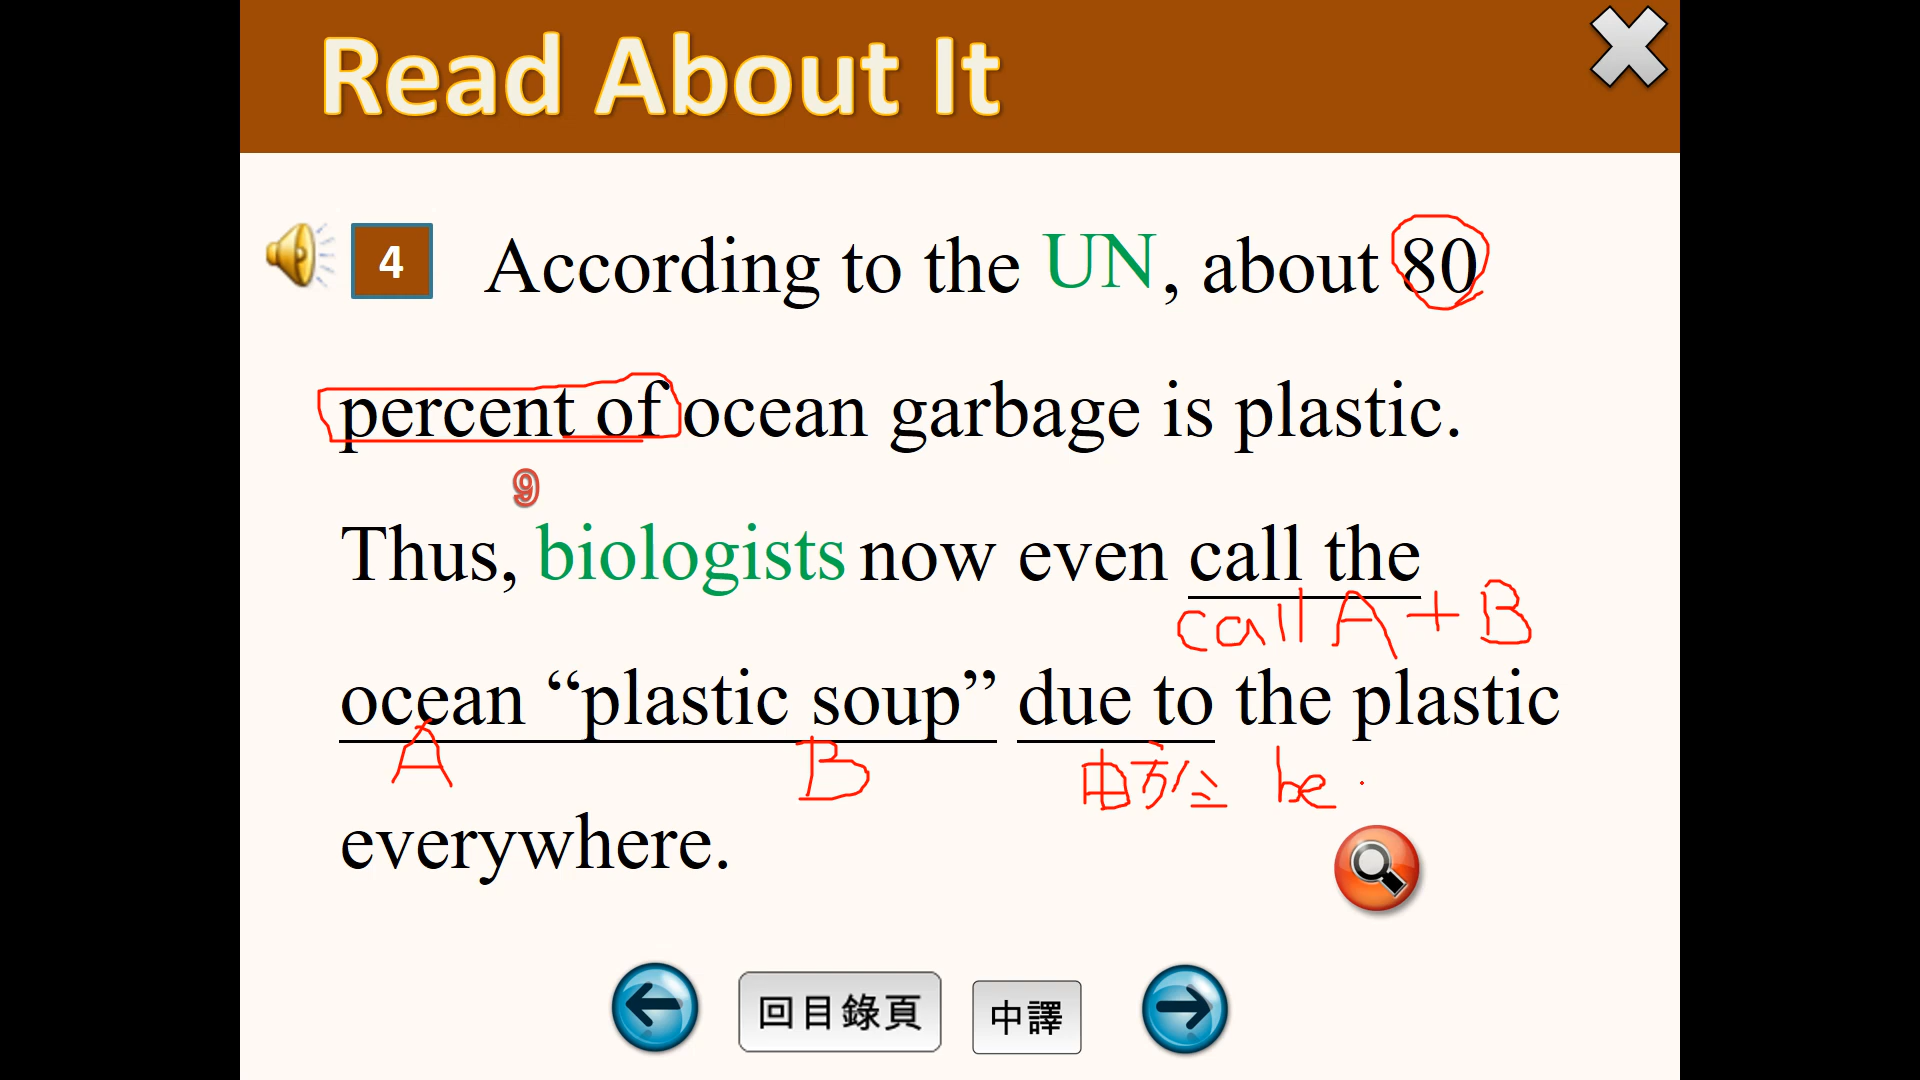 Read About It
4 According to the UN, about 80
percent of ocean garbage is plastic.
9
Thus, biologists now even call the
call A + B
ocean “plastic soup” due to the plastic
A B 由於 be
everywhere.
回目錄頁 中譯